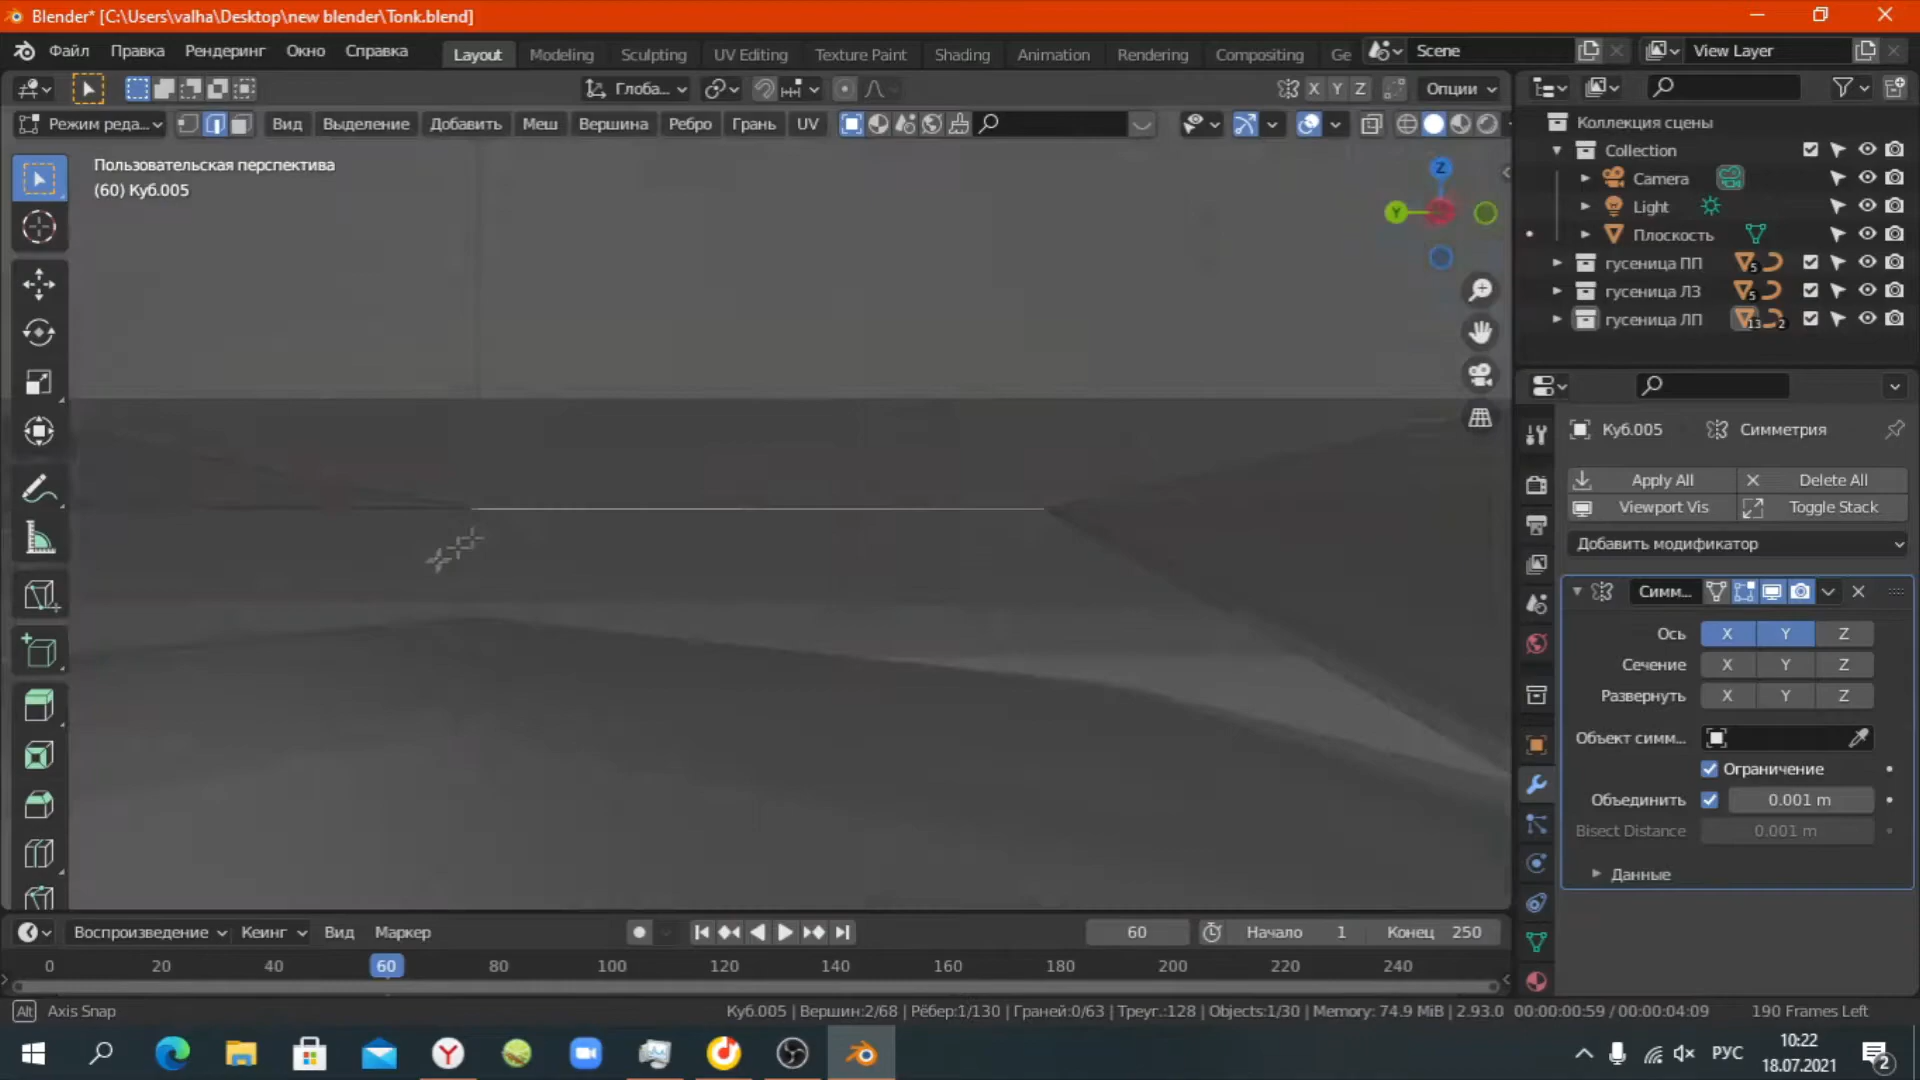 Blender* [C:\Users\valha\Desktop\new blender\Tonk.blend]
Файл Правка Рендеринг Окно Справка Layout Modeling Sculpting UV Editing Texture Paint Shading Animation Rendering Compositing Ge Scene View Layer
Глоба... X Y Z Опции
Режим реда... Вид Выделение Добавить Меш Вершина Ребро Грань UV
Пользовательская перспектива
(60) Куб.005
Z
Y
Коллекция сцены
Collection
Camera
Light
Плоскость
гусеница ПП 5
гусеница ЛЗ 5
гусеница ЛП 13 2
Куб.005 Симметрия
Apply All Delete All
Viewport Vis Toggle Stack
Добавить модификатор
Симм...
Ось X Y Z
Сечение X Y Z
Развернуть X Y Z
Объект симм...
Ограничение
Объединить 0.001 m
Bisect Distance 0.001 m
Данные
Воспроизведение Кеинг Вид Маркер 60 Начало 1 Конец 250
0 20 40 60 80 100 120 140 160 180 200 220 240
Alt Axis Snap Куб.005 | Вершин:2/68 | Рёбер:1/130 | Граней:0/63 | Треуг.:128 | Objects:1/30 | Memory: 74.9 MiB | 2.93.0 00:00:00:59 / 00:00:04:09 190 Frames Left
РУС 10:22
18.07.2021 2